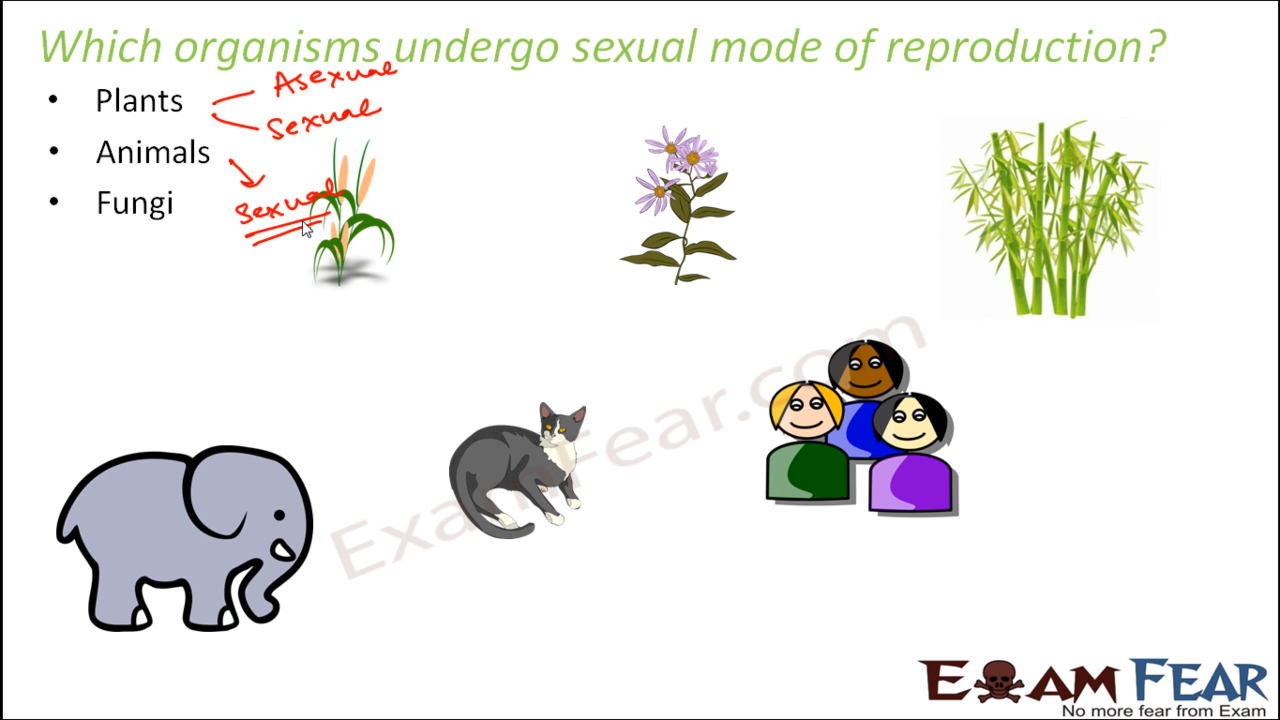 Which organisms undergo sexual mode of reproduction?
• Plants
Asexual
Sexual
• Animals
• Fungi
Sexual
ExamFear.com
EXAM FEAR
No more fear from Exam